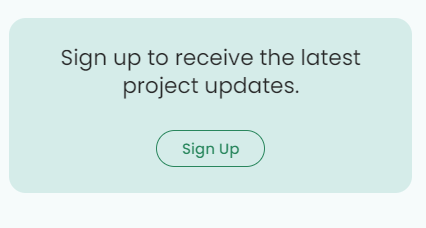 Sign up to receive the latest
project updates.
Sign Up